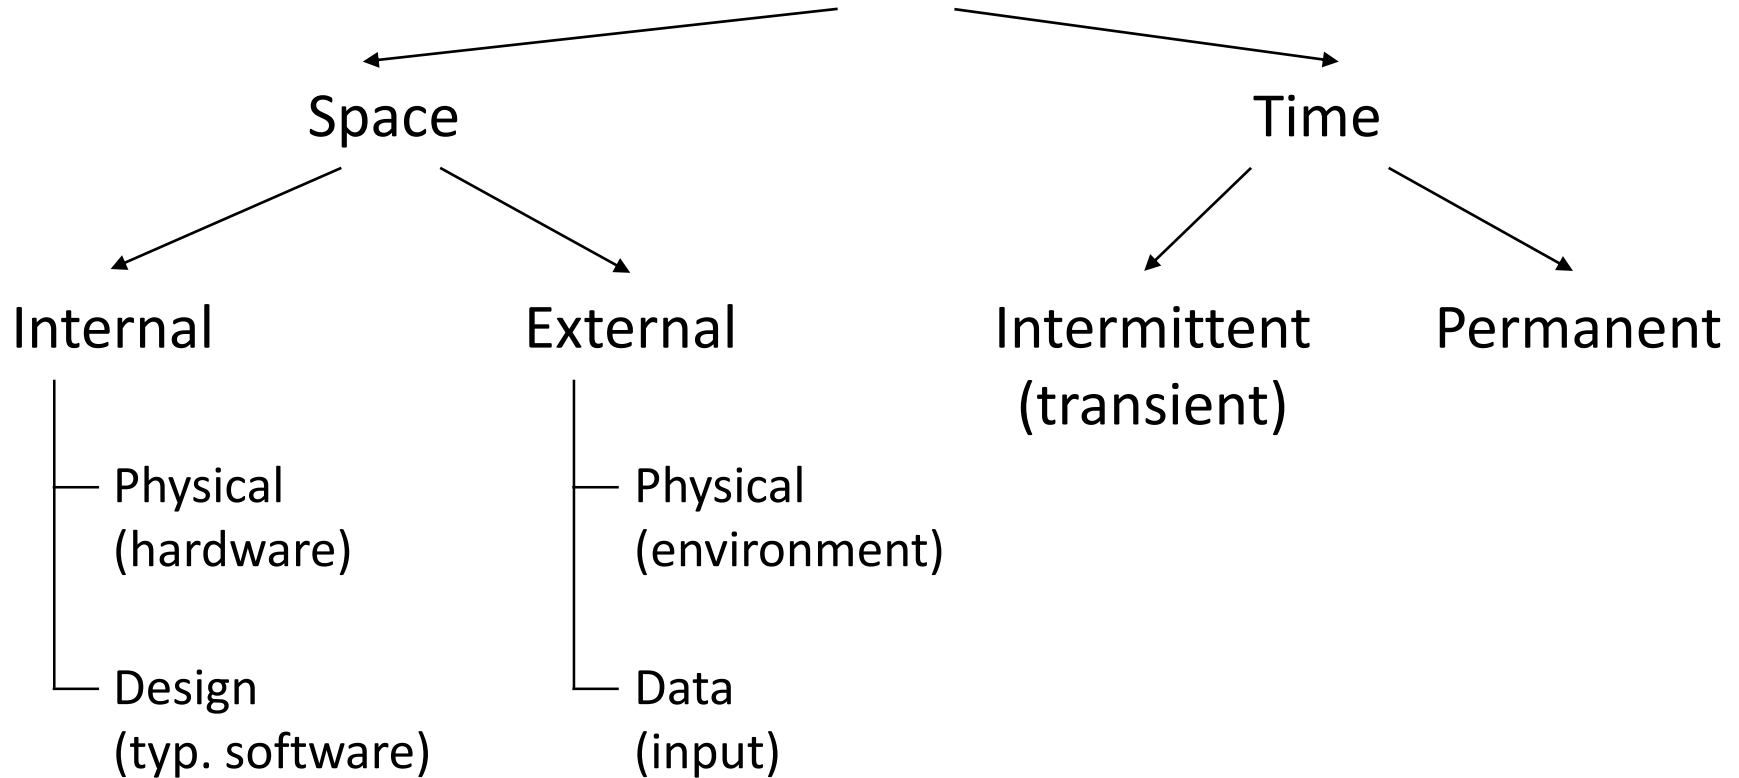 Space
Time
Internal
External
Intermittent
(transient)
Permanent
Physical
(hardware)
Physical
(environment)
Design
(typ. software)
Data
(input)